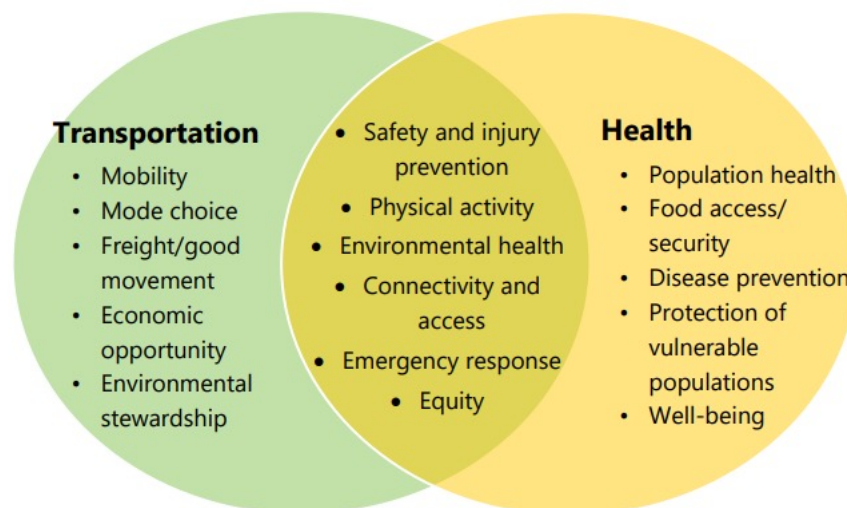 Transportation
• Mobility
• Mode choice
• Freight/good
movement
• Economic
opportunity
• Environmental
stewardship
• Safety and injury
prevention
• Physical activity
• Environmental health
• Connectivity and
access
• Emergency response
• Equity
Health
• Population health
• Food access/
security
• Disease prevention
• Protection of
vulnerable
populations
• Well-being